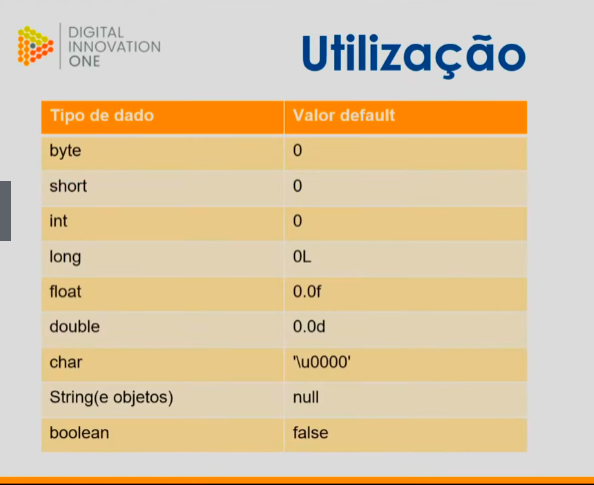 DIGITAL
INNOVATION
ONE
Utilização
Tipo de dado Valor default
byte 0
short 0
int 0
long 0L
float 0.0f
double 0.0d
char '\u0000'
String(e objetos) null
boolean false